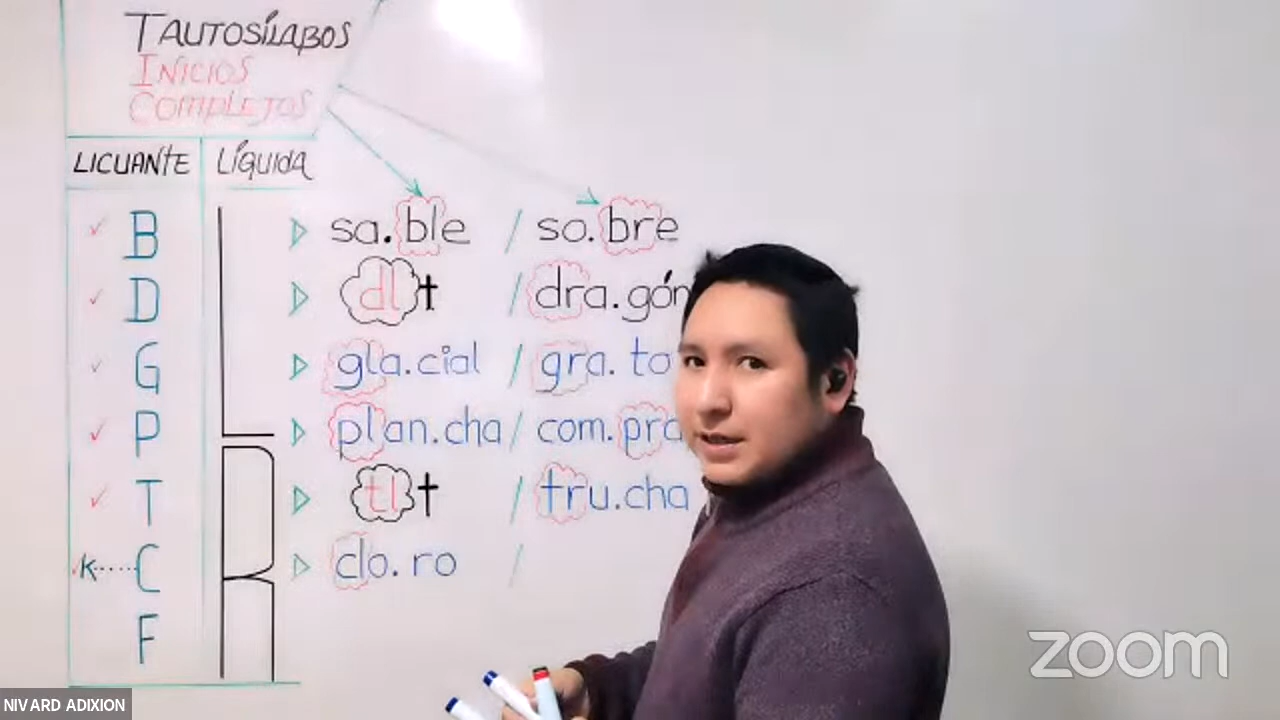 TAUTOSÍLABOS
INICIOS
COMPLEJOS
LICUANTE LÍQUIDA
✓ B ▷ sa.ble / so.bre
✓ D ▷ dl† / dra.gón
✓ G L ▷ gla.cial / gra.to
✓ P ▷ plan.cha / com.pra
✓ T ▷ tl† / tru.cha
✓ K......C R ▷ clo.ro /
F
zoom
NIVARD ADIXION